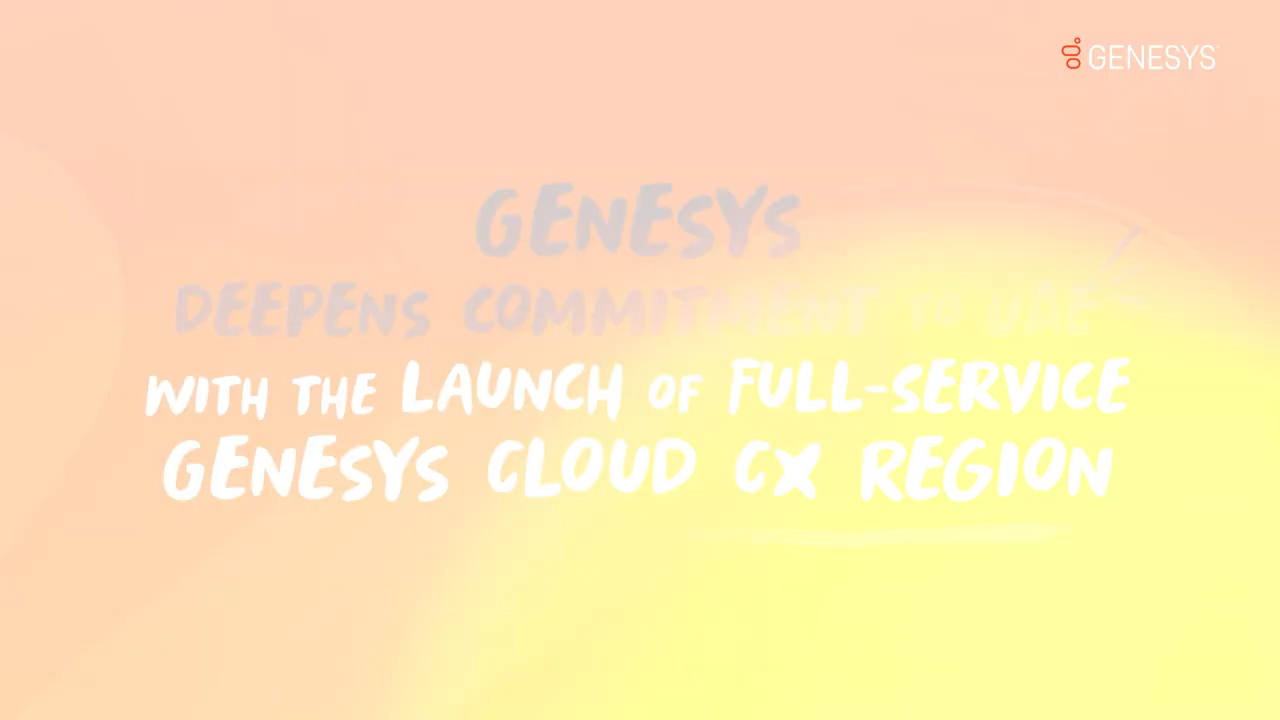 GENESYS
GENESYS
DEEPENS COMMITMENT TO UAE
WITH THE LAUNCH OF FULL-SERVICE
GENESYS CLOUD CX REGION